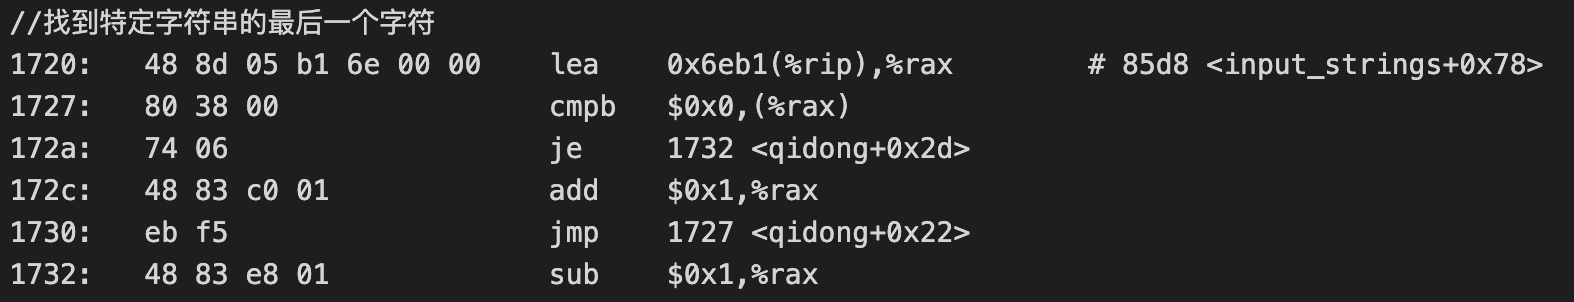 //找到特定字符串的最后一个字符
1720:   48 8d 05 b1 6e 00 00    lea    0x6eb1(%rip),%rax        # 85d8 <input_strings+0x78>
1727:   80 38 00                cmpb   $0x0,(%rax)
172a:   74 06                   je     1732 <qidong+0x2d>
172c:   48 83 c0 01             add    $0x1,%rax
1730:   eb f5                   jmp    1727 <qidong+0x22>
1732:   48 83 e8 01             sub    $0x1,%rax